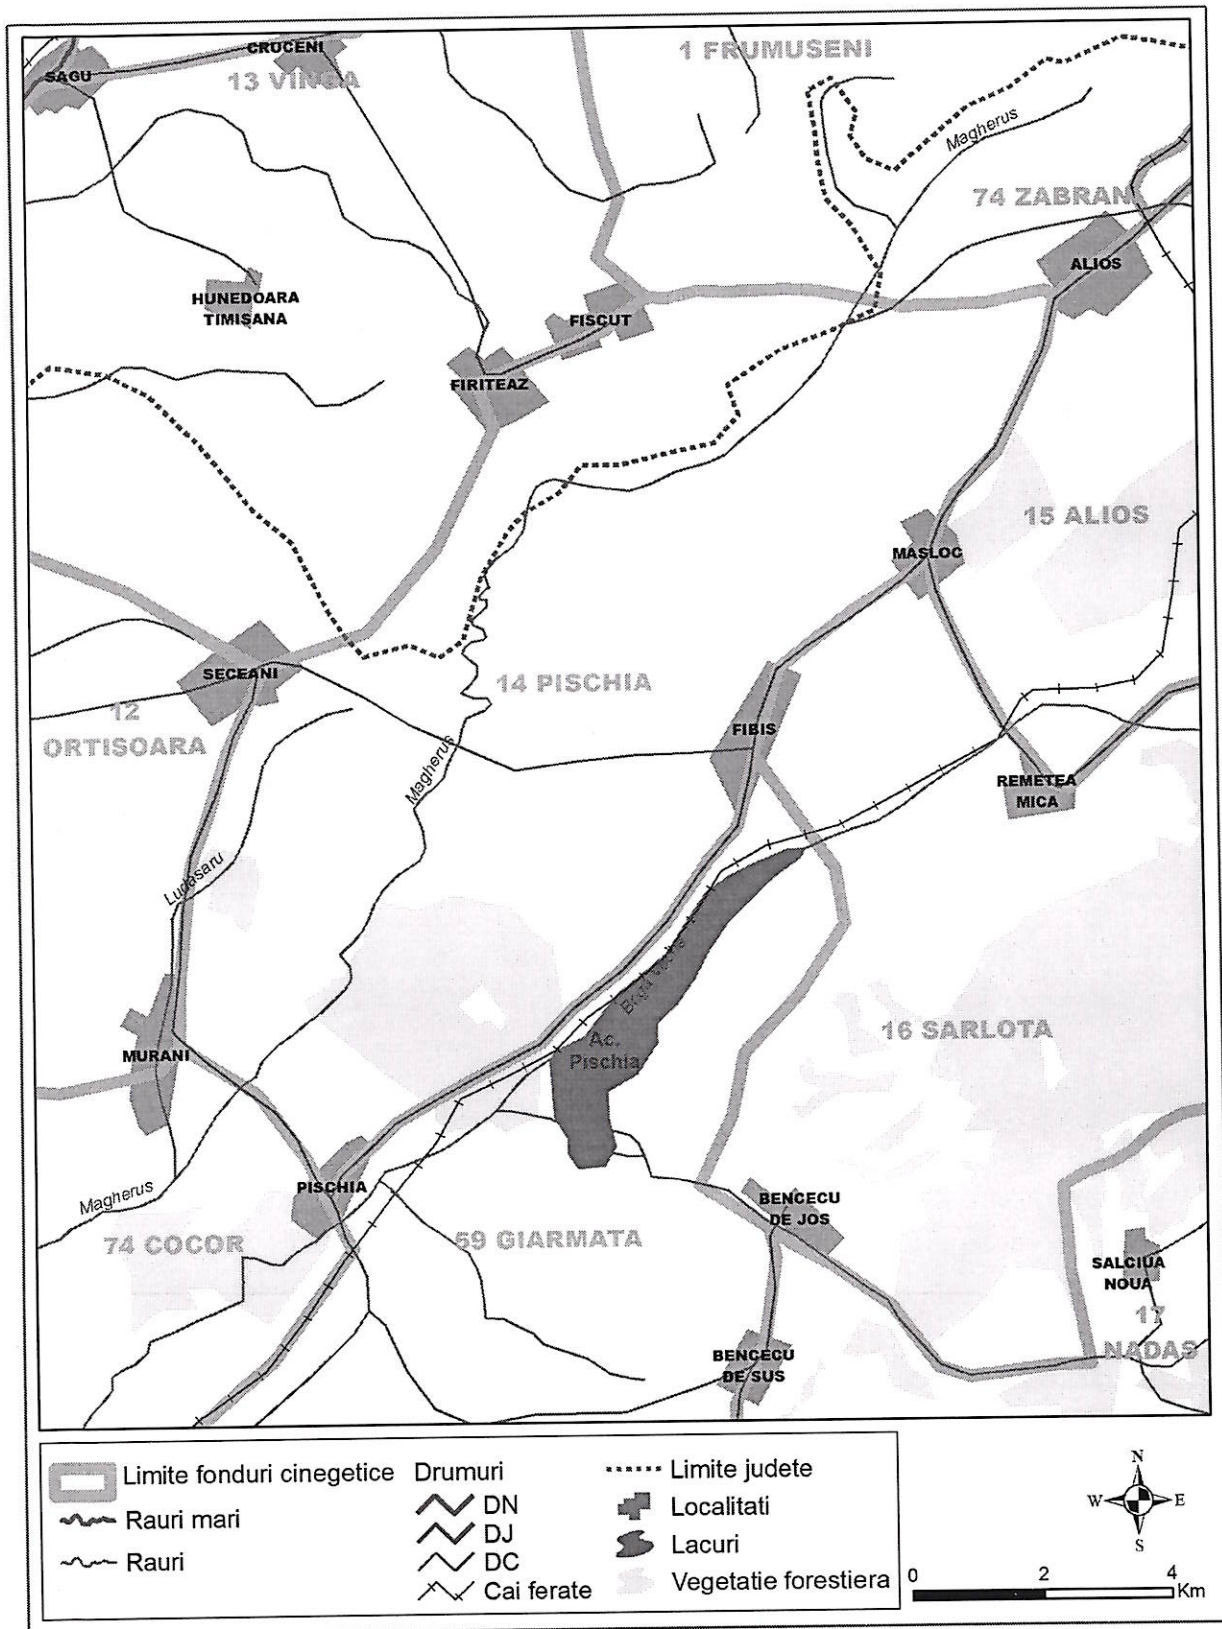 CRUCENI
1 FRUMUSENI
SAGU
13 VINGA
Magherus
74 ZABRANI
ALIOS
HUNEDOARA
TIMISANA
FISCUT
FIRITEAZ
15 ALIOS
MASLOC
SECEANI
14 PISCHIA
12
ORTISOARA
FIBIS
Magherus
REMETEA
MICA
Ludasaru
16 SARLOTA
Ac.
Pischia
MURANI
PISCHIA
Magherus
BENCECU
DE JOS
74 COCOR
59 GIARMATA
SALCIUA
NOUA
17
NADAS
BENCECU
DE SUS
Limite fonduri cinegetice
Rauri mari
Rauri
Drumuri
DN
DJ
DC
Cai ferate
Limite judete
Localitati
Lacuri
Vegetatie forestiera
N
W
E
S
0 2 4
Km